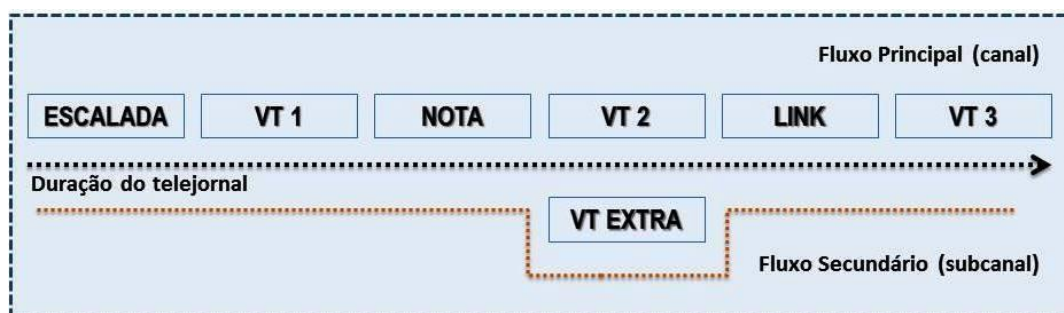 Fluxo Principal (canal)
ESCALADA VT 1 NOTA VT 2 LINK VT 3
Duração do telejornal
VT EXTRA
Fluxo Secundário (subcanal)